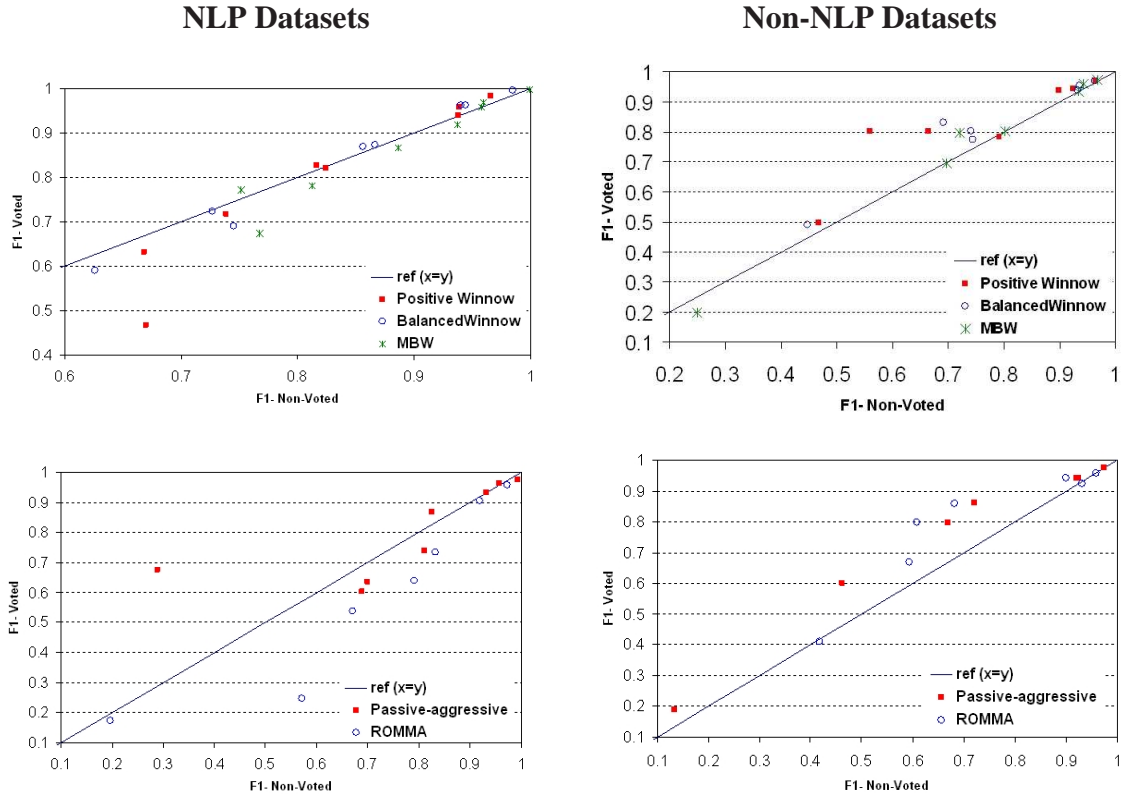 NLP Datasets
Non-NLP Datasets
1
0.9
0.8
0.7
0.6
0.5
0.4
F1- Voted
0.6 0.7 0.8 0.9 1
F1- Non-Voted
ref (x=y)
Positive Winnow
BalancedWinnow
MBW
1
0.9
0.8
0.7
0.6
0.5
0.4
0.3
0.2
0.1
F1- Voted
0.2 0.3 0.4 0.5 0.6 0.7 0.8 0.9 1
F1- Non-Voted
ref (x=y)
Positive Winnow
BalancedWinnow
MBW
1
0.9
0.8
0.7
0.6
0.5
0.4
0.3
0.2
0.1
F1- Voted
0.1 0.2 0.3 0.4 0.5 0.6 0.7 0.8 0.9 1
F1- Non-Voted
ref (x=y)
Passive-aggressive
ROMMA
1
0.9
0.8
0.7
0.6
0.5
0.4
0.3
0.2
0.1
F1- Voted
0.1 0.2 0.3 0.4 0.5 0.6 0.7 0.8 0.9 1
F1- Non-Voted
ref (x=y)
Passive-aggressive
ROMMA